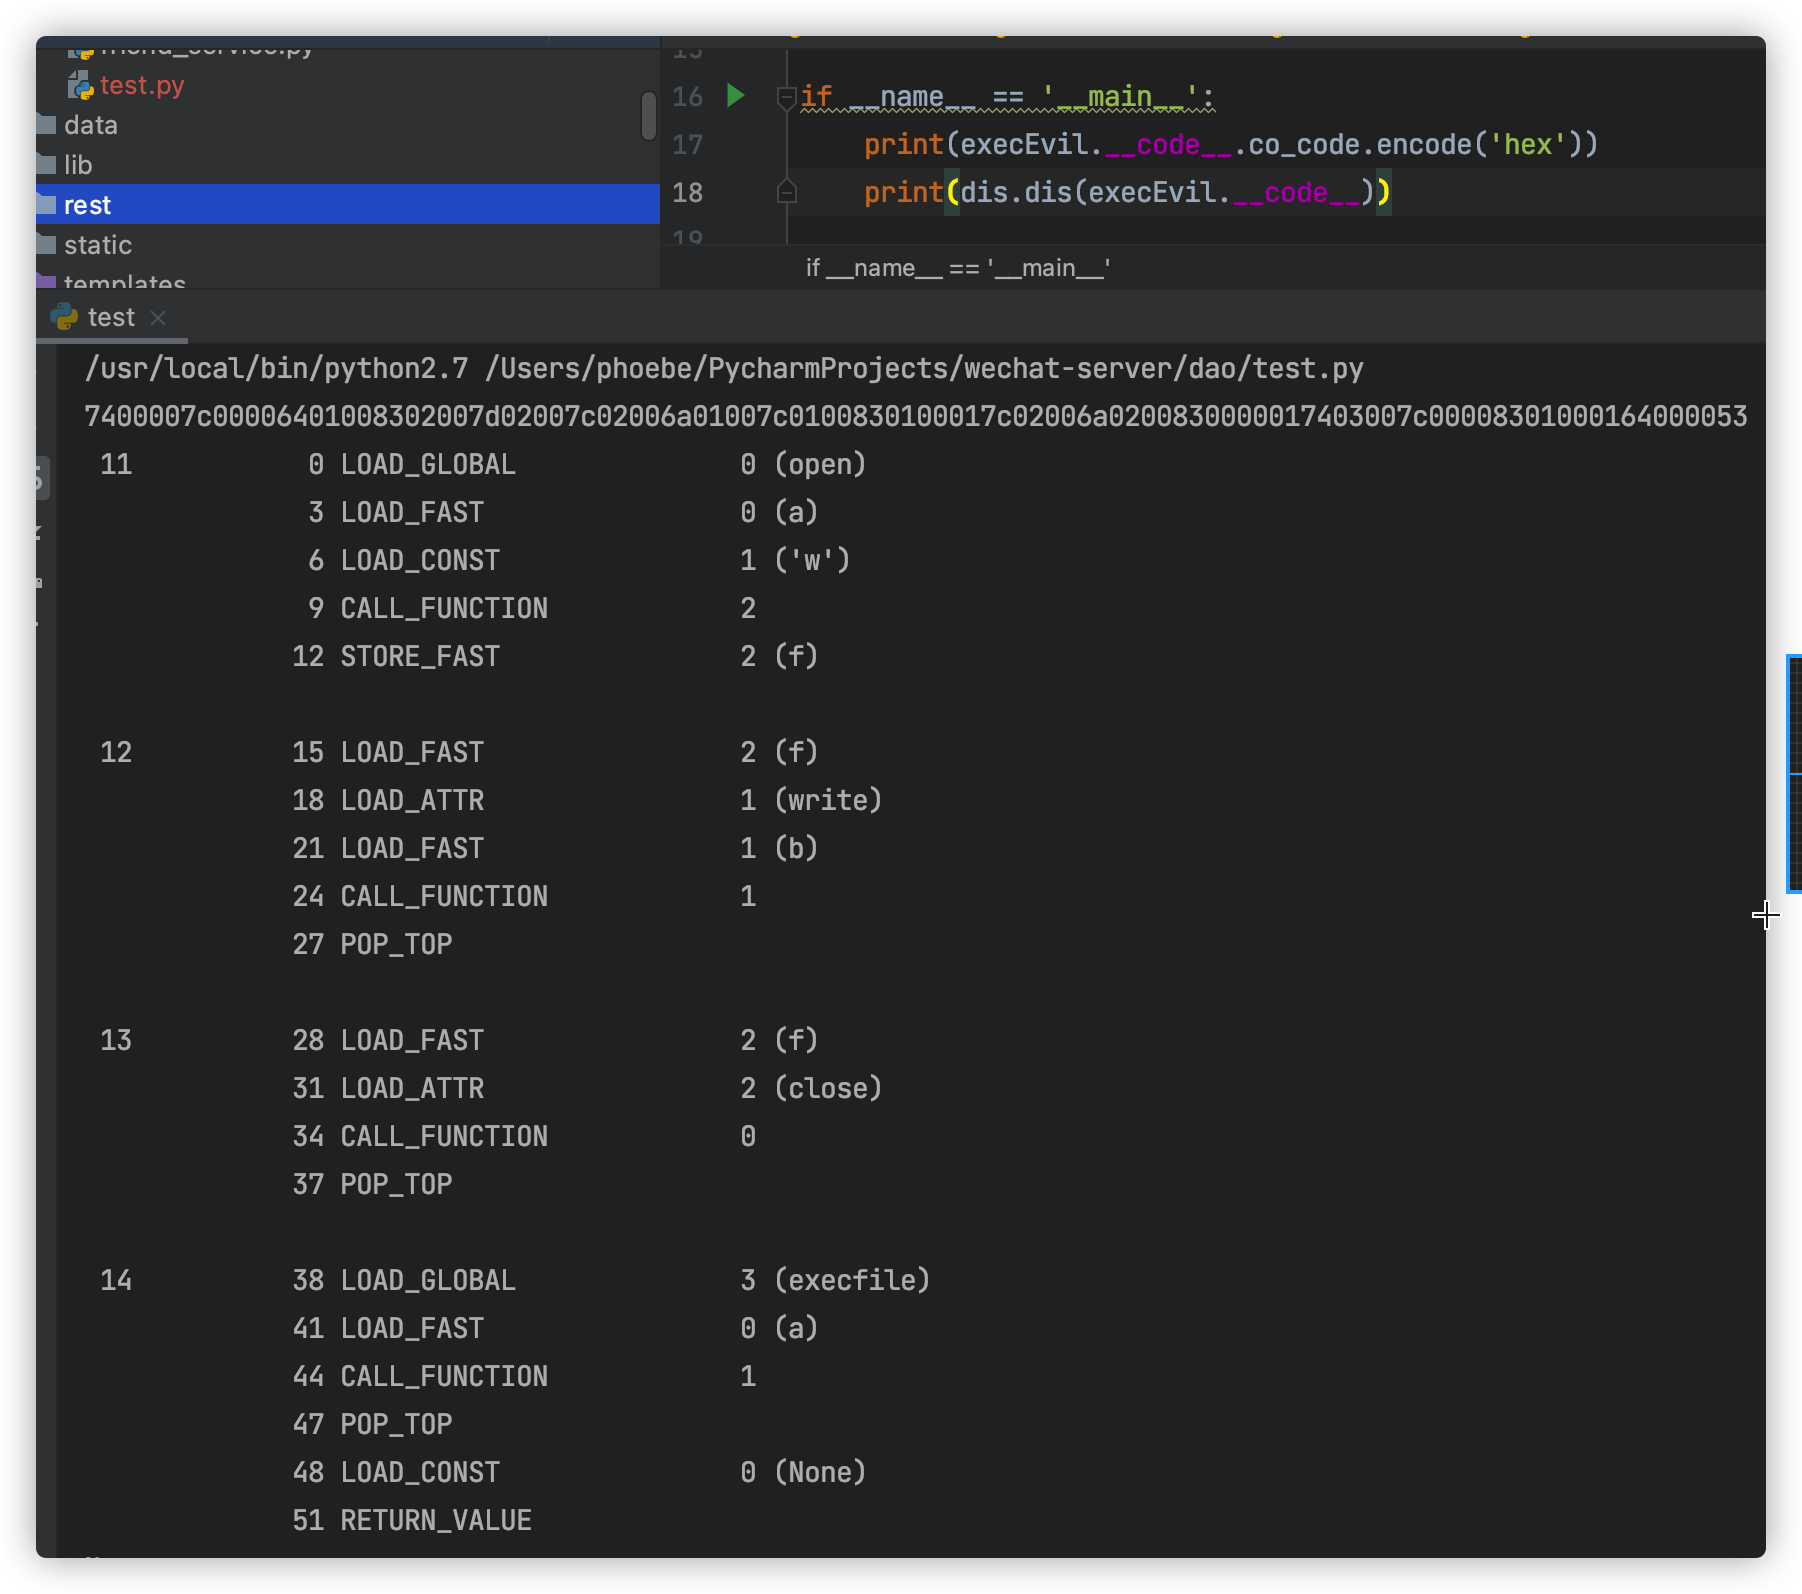 friend_service.py
test.py
data
lib
rest
static
templates
15
16 if __name__ == '__main__':
17 print(execEvil.__code__.co_code.encode('hex'))
18 print(dis.dis(execEvil.__code__))
19
if __name__ == '__main__'
test
/usr/local/bin/python2.7 /Users/phoebe/PycharmProjects/wechat-server/dao/test.py
7400007c00006401008302007d02007c02006a01007c0100830100017c02006a0200830000017403007c00008301000164000053
11 0 LOAD_GLOBAL 0 (open)
3 LOAD_FAST 0 (a)
6 LOAD_CONST 1 ('w')
9 CALL_FUNCTION 2
12 STORE_FAST 2 (f)
12 15 LOAD_FAST 2 (f)
18 LOAD_ATTR 1 (write)
21 LOAD_FAST 1 (b)
24 CALL_FUNCTION 1
27 POP_TOP
13 28 LOAD_FAST 2 (f)
31 LOAD_ATTR 2 (close)
34 CALL_FUNCTION 0
37 POP_TOP
14 38 LOAD_GLOBAL 3 (execfile)
41 LOAD_FAST 0 (a)
44 CALL_FUNCTION 1
47 POP_TOP
48 LOAD_CONST 0 (None)
51 RETURN_VALUE